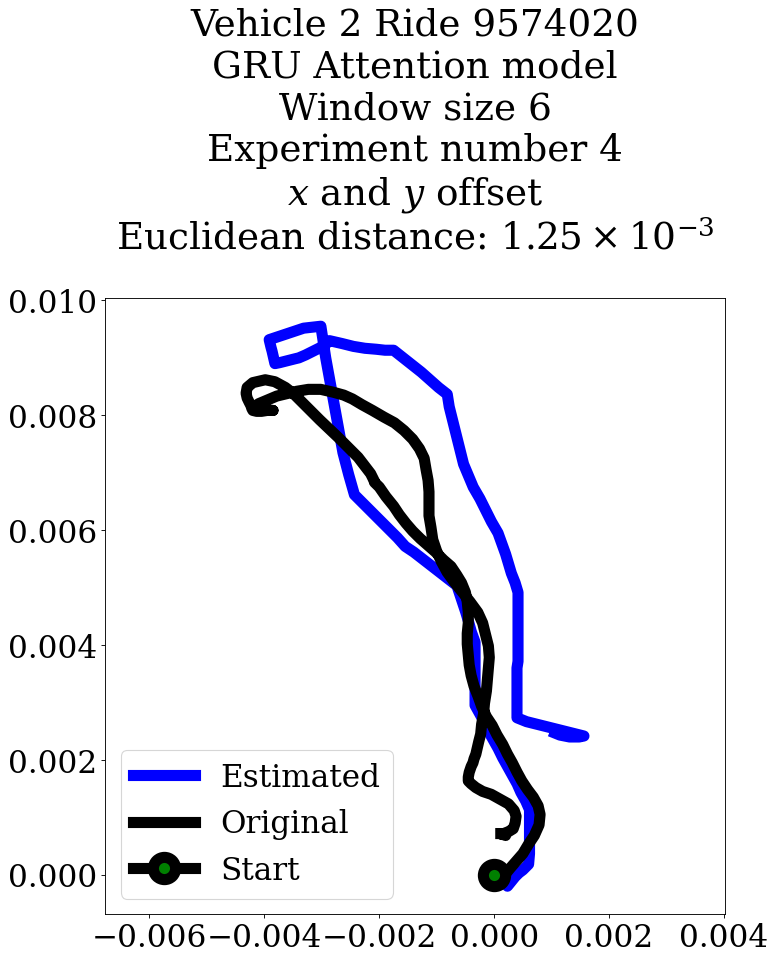 Vehicle 2 Ride 9574020
GRU Attention model
Window size 6
Experiment number 4
x and y offset
Euclidean distance: 1.25 × 10⁻³
0.010
0.008
0.006
0.004
0.002
0.000
Estimated
Original
Start
−0.006 −0.004 −0.002 0.000 0.002 0.004